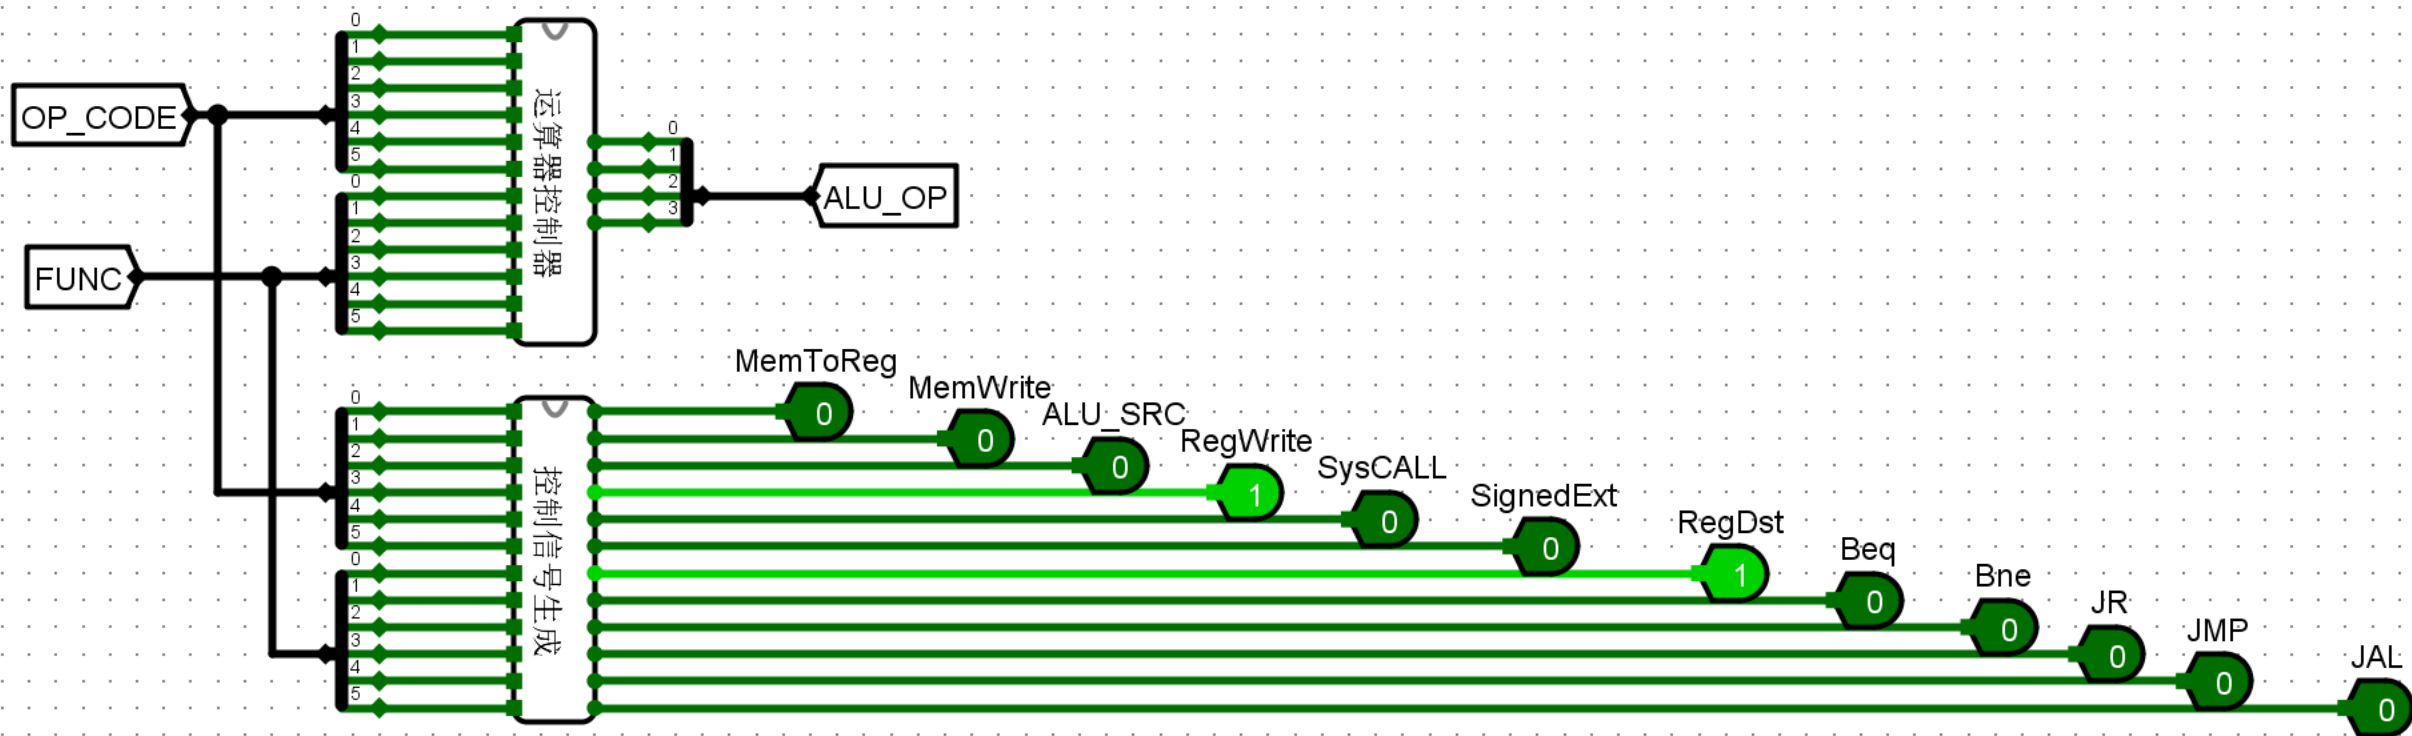 OP_CODE
0
1
2
3
4
5
FUNC
0
1
2
3
4
5
运算器控制器
0
1
2
3
ALU_OP
0
1
2
3
4
5
0
1
2
3
4
5
控制信号生成
MemToReg
0
MemWrite
0
ALU_SRC
0
RegWrite
1
SysCALL
0
SignedExt
0
RegDst
1
Beq
0
Bne
0
JR
0
JMP
0
JAL
0